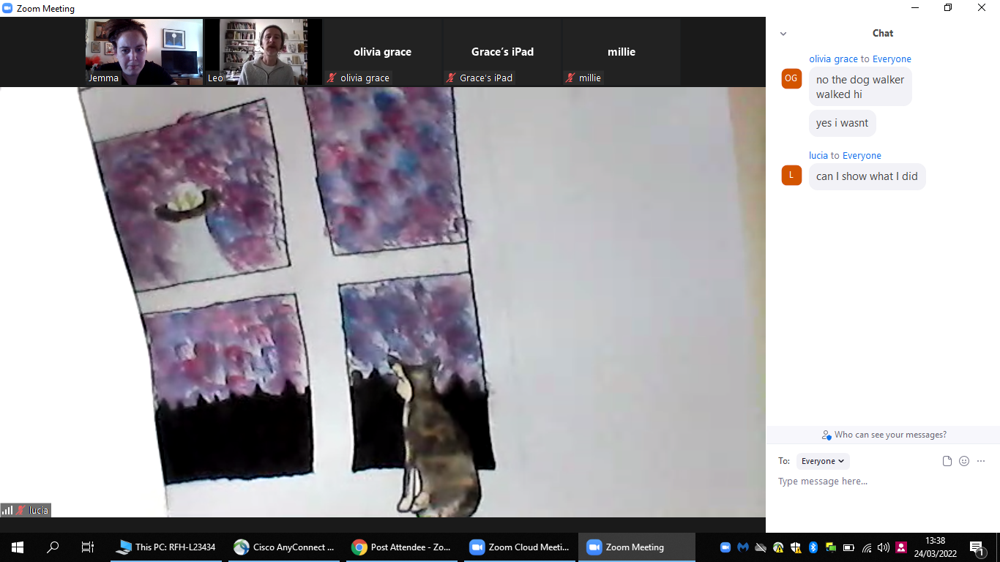 Zoom Meeting
Jemma
Leo
olivia grace
olivia grace
Grace's iPad
Grace's iPad
millie
millie
Chat
olivia grace to Everyone
OG
no the dog walker
walked hi
yes i wasnt
lucia to Everyone
L
can I show what I did
Who can see your messages?
To: Everyone
Type message here...
lucia
This PC: RFH-L23434
Cisco AnyConnect ...
Post Attendee - Zo...
Zoom Cloud Meeti...
Zoom Meeting
13:38
24/03/2022
1